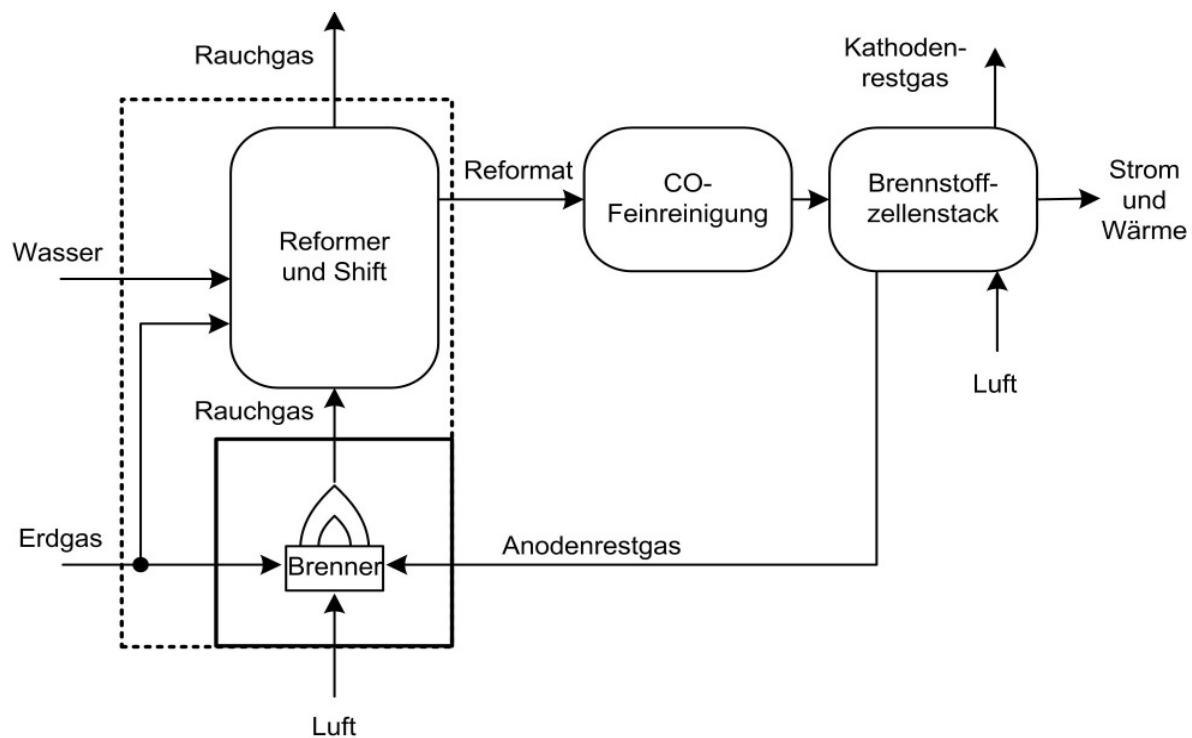 Rauchgas
Kathoden-
restgas
Reformat
CO-
Feinreinigung
Brennstoff-
zellenstack
Strom
und
Wärme
Wasser
Reformer
und Shift
Luft
Rauchgas
Erdgas
Brenner
Anodenrestgas
Luft